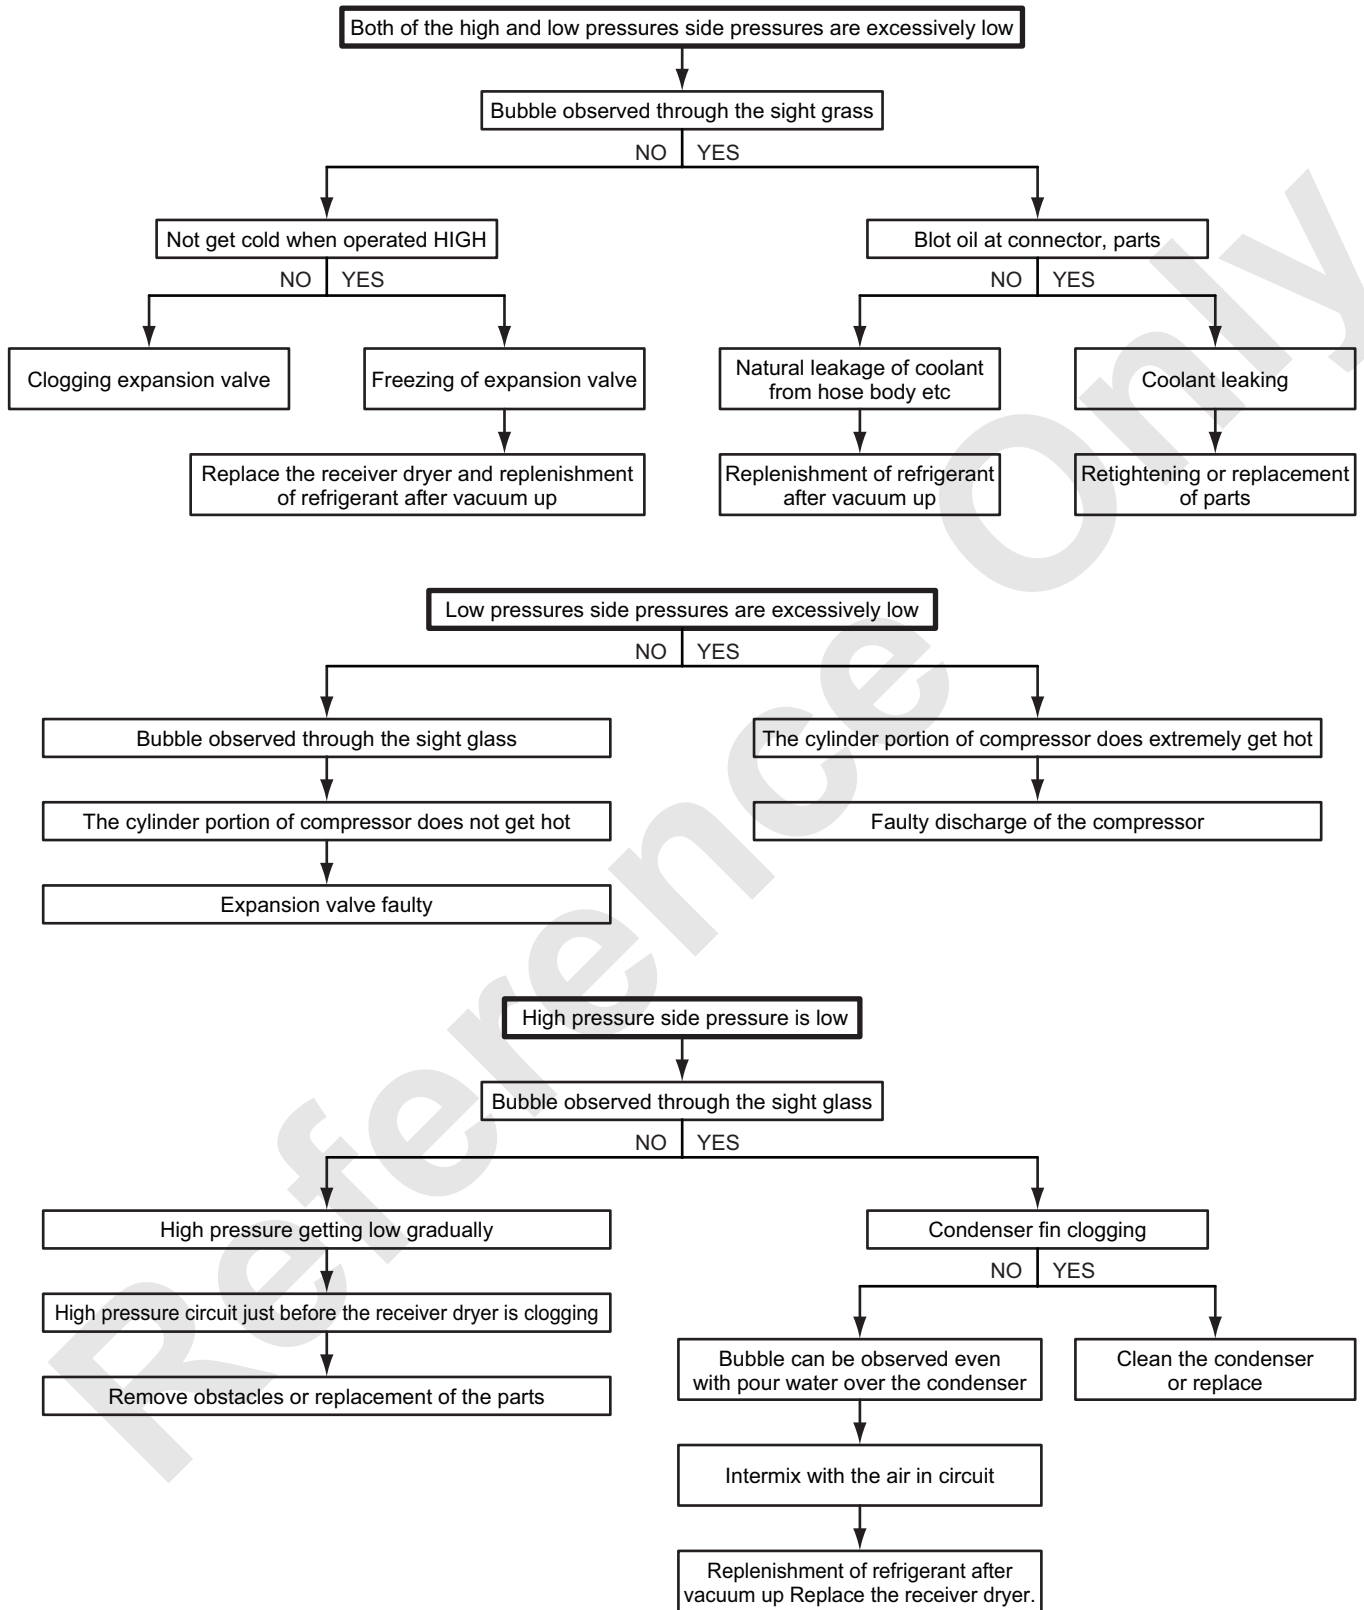 Both of the high and low pressures side pressures are excessively low
Bubble observed through the sight grass
NO YES
Not get cold when operated HIGH
Blot oil at connector, parts
NO YES
NO YES
Clogging expansion valve
Freezing of expansion valve
Natural leakage of coolant
from hose body etc
Coolant leaking
Replace the receiver dryer and replenishment
of refrigerant after vacuum up
Replenishment of refrigerant
after vacuum up
Retightening or replacement
of parts
Low pressures side pressures are excessively low
NO YES
Bubble observed through the sight glass
The cylinder portion of compressor does extremely get hot
The cylinder portion of compressor does not get hot
Faulty discharge of the compressor
Expansion valve faulty
High pressure side pressure is low
Bubble observed through the sight glass
NO YES
High pressure getting low gradually
Condenser fin clogging
NO YES
High pressure circuit just before the receiver dryer is clogging
Bubble can be observed even
with pour water over the condenser
Clean the condenser
or replace
Remove obstacles or replacement of the parts
Intermix with the air in circuit
Replenishment of refrigerant after
vacuum up Replace the receiver dryer.
Reference Only